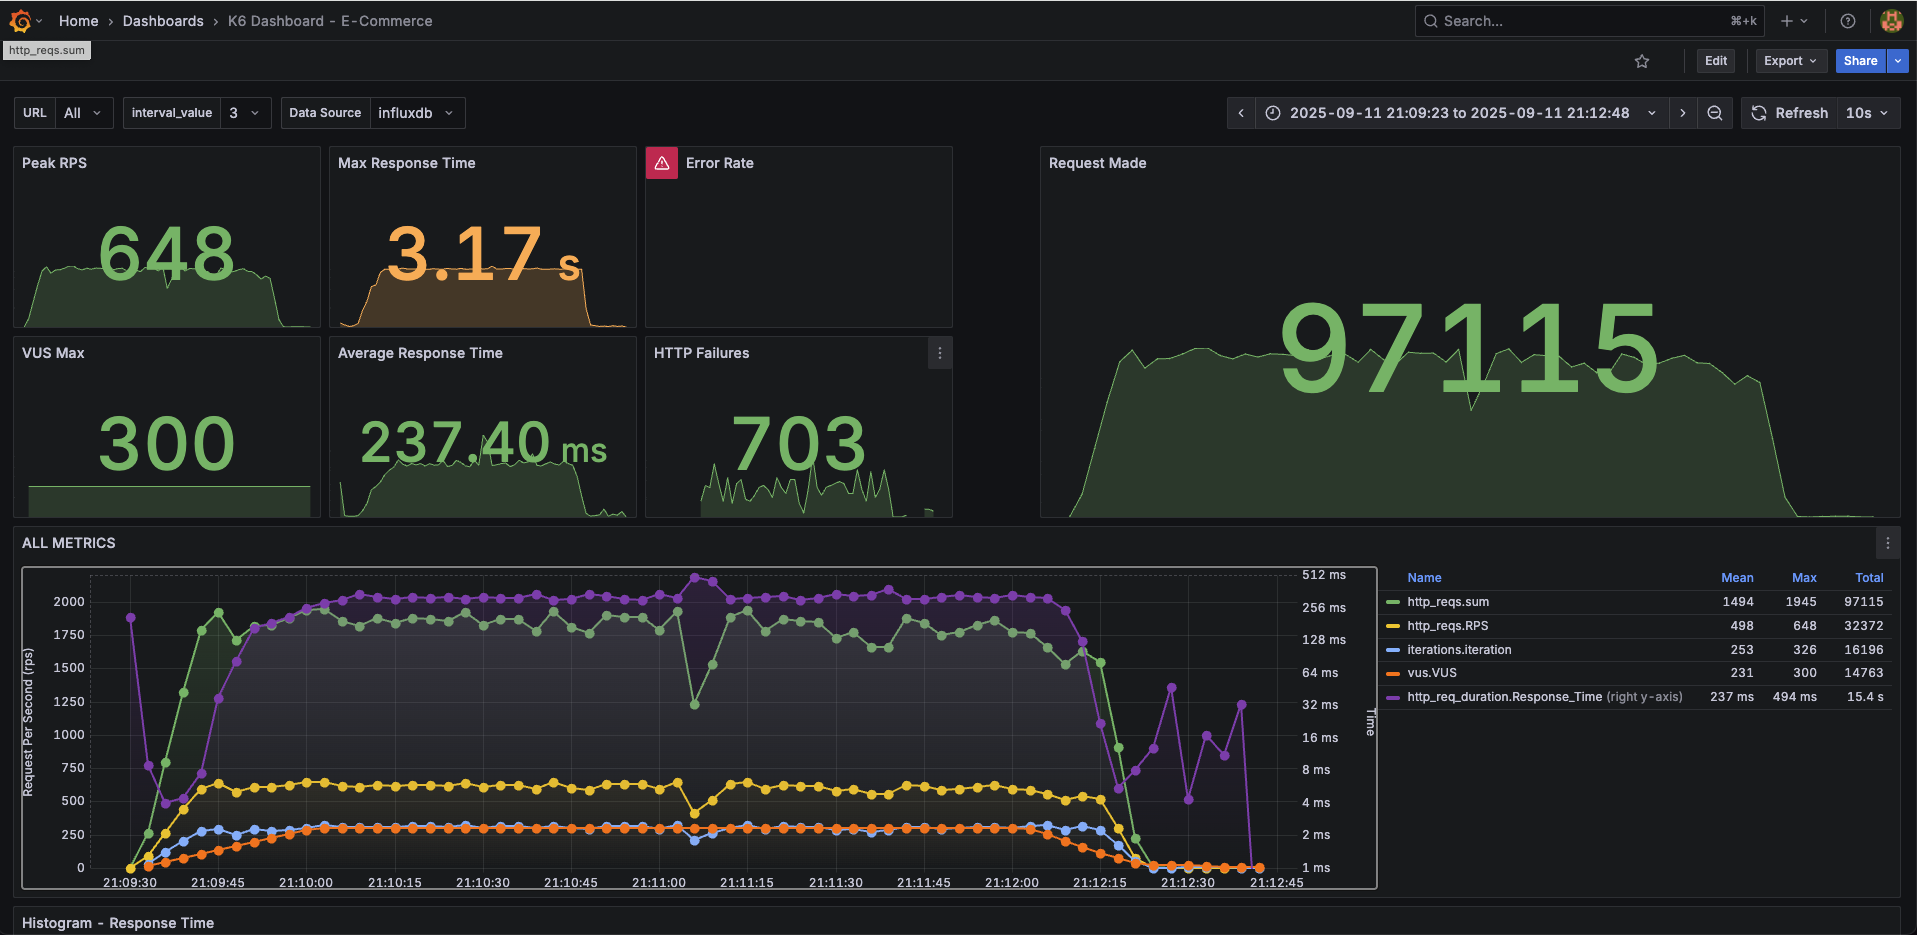 Home › Dashboards › K6 Dashboard - E-Commerce
Search...
⌘+k
http_reqs.sum
Edit
Export
Share
URL
All
interval_value
3
Data Source
influxdb
2025-09-11 21:09:23 to 2025-09-11 21:12:48
Refresh
10s
Peak RPS
648
Max Response Time
3.17 s
Error Rate
Request Made
97115
VUS Max
300
Average Response Time
237.40 ms
HTTP Failures
703
ALL METRICS
Request Per Second (rps)
2000
1750
1500
1250
1000
750
500
250
0
512 ms
256 ms
128 ms
64 ms
32 ms
16 ms
8 ms
4 ms
2 ms
1 ms
Time
21:09:30
21:09:45
21:10:00
21:10:15
21:10:30
21:10:45
21:11:00
21:11:15
21:11:30
21:11:45
21:12:00
21:12:15
21:12:30
21:12:45
Name Mean Max Total
http_reqs.sum 1494 1945 97115
http_reqs.RPS 498 648 32372
iterations.iteration 253 326 16196
vus.VUS 231 300 14763
http_req_duration.Response_Time (right y-axis) 237 ms 494 ms 15.4 s
Histogram - Response Time